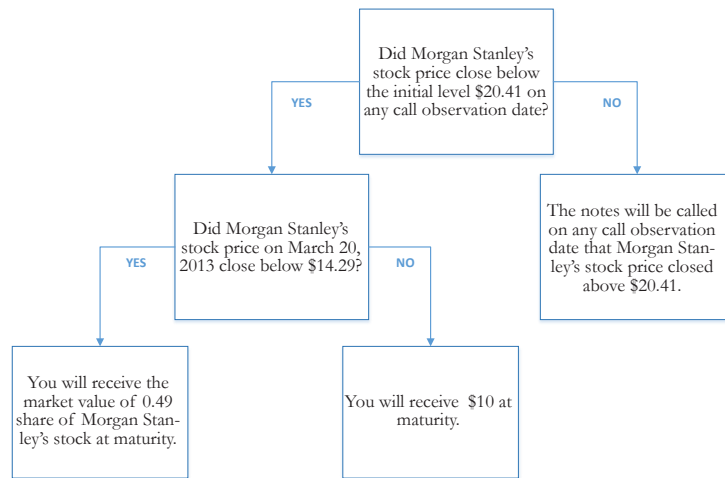 Did Morgan Stanley's
stock price close below
the initial level $20.41 on
any call observation date?
YES
NO
Did Morgan Stanley's
stock price on March 20,
2013 close below $14.29?
The notes will be called
on any call observation
date that Morgan Stan-
ley's stock price closed
above $20.41.
YES
NO
You will receive the
market value of 0.49
share of Morgan Stan-
ley's stock at maturity.
You will receive $10 at
maturity.